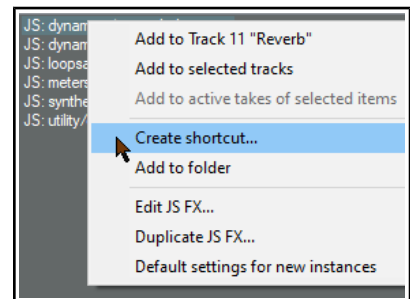 JS: dynam
JS: dynam
JS: loopsa
JS: meters
JS: synthe
JS: utility/
Add to Track 11 "Reverb"
Add to selected tracks
Add to active takes of selected items
Create shortcut...
Add to folder
Edit JS FX...
Duplicate JS FX...
Default settings for new instances